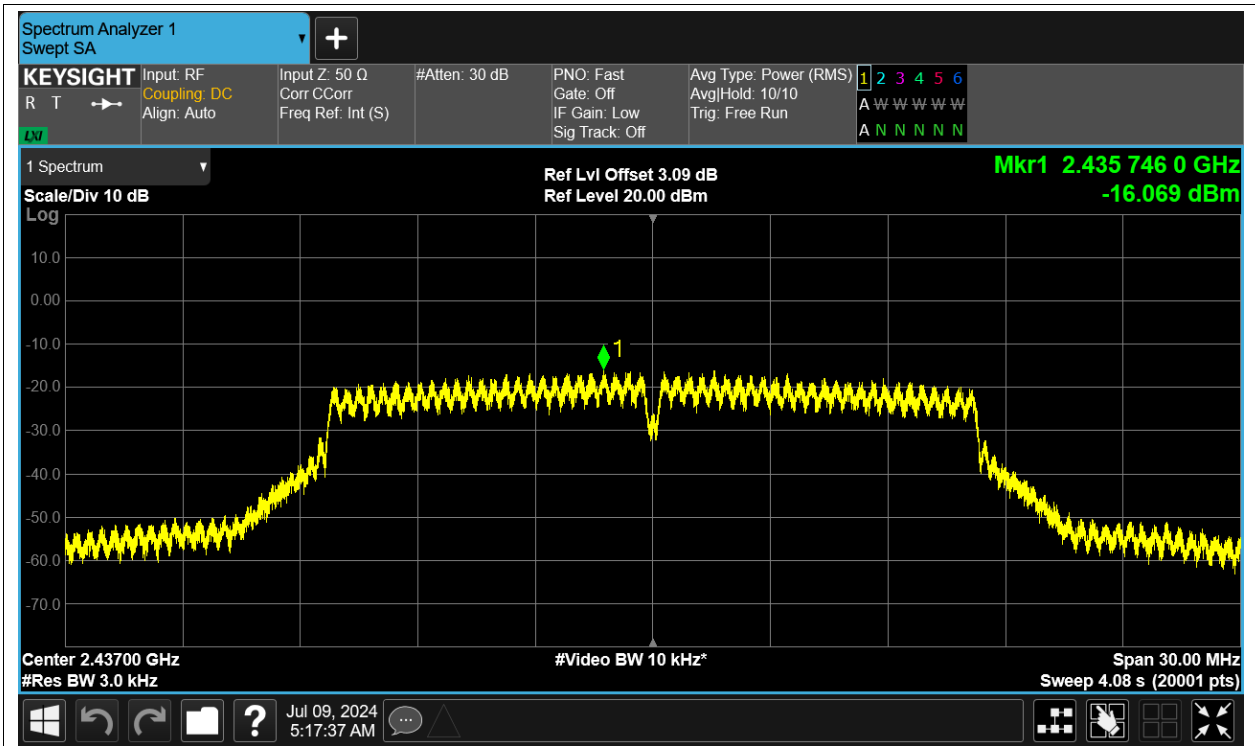 Spectrum Analyzer 1
Swept SA
+
KEYSIGHT
R T
LXI
Input: RF
Coupling: DC
Align: Auto
Input Z: 50 Ω
Corr CCorr
Freq Ref: Int (S)
#Atten: 30 dB
PNO: Fast
Gate: Off
IF Gain: Low
Sig Track: Off
Avg Type: Power (RMS)
Avg|Hold: 10/10
Trig: Free Run
1 2 3 4 5 6
A W W W W W
A N N N N N
1 Spectrum
Scale/Div 10 dB
Ref Lvl Offset 3.09 dB
Ref Level 20.00 dBm
Mkr1 2.435 746 0 GHz
-16.069 dBm
Log
10.0
0.00
-10.0
1
-20.0
-30.0
-40.0
-50.0
-60.0
-70.0
Center 2.43700 GHz
#Res BW 3.0 kHz
#Video BW 10 kHz*
Span 30.00 MHz
Sweep 4.08 s (20001 pts)
?
Jul 09, 2024
5:17:37 AM